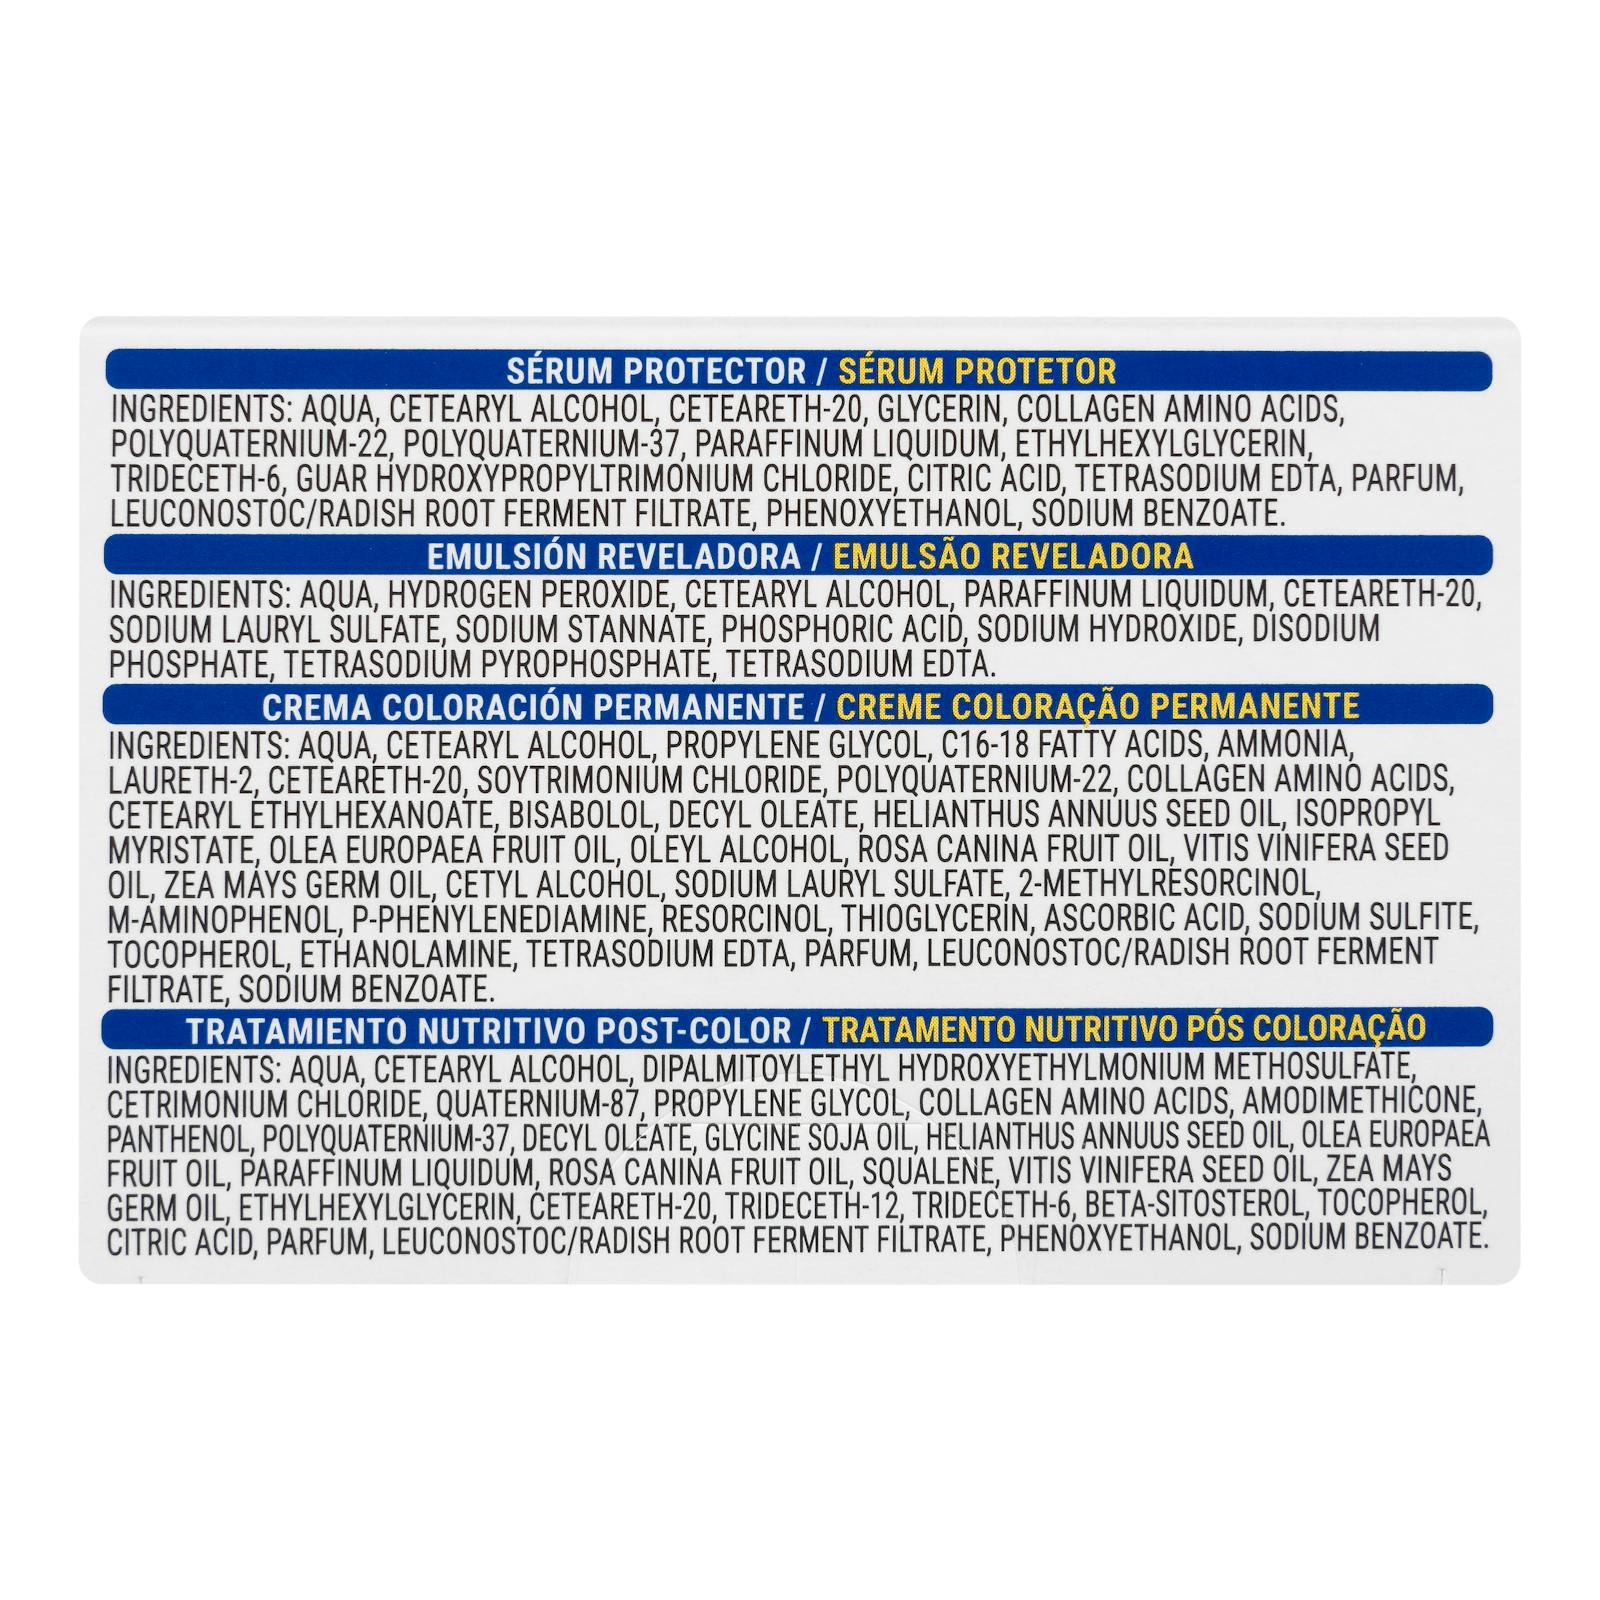 SÉRUM PROTECTOR / SÉRUM PROTETOR
INGREDIENTS: AQUA, CETEARYL ALCOHOL, CETEARETH-20, GLYCERIN, COLLAGEN AMINO ACIDS,
POLYQUATERNIUM-22, POLYQUATERNIUM-37, PARAFFINUM LIQUIDUM, ETHYLHEXYLGLYCERIN,
TRIDECETH-6, GUAR HYDROXYPROPYLTRIMONIUM CHLORIDE, CITRIC ACID, TETRASODIUM EDTA, PARFUM,
LEUCONOSTOC/RADISH ROOT FERMENT FILTRATE, PHENOXYETHANOL, SODIUM BENZOATE.
EMULSIÓN REVELADORA / EMULSÃO REVELADORA
INGREDIENTS: AQUA, HYDROGEN PEROXIDE, CETEARYL ALCOHOL, PARAFFINUM LIQUIDUM, CETEARETH-20,
SODIUM LAURYL SULFATE, SODIUM STANNATE, PHOSPHORIC ACID, SODIUM HYDROXIDE, DISODIUM
PHOSPHATE, TETRASODIUM PYROPHOSPHATE, TETRASODIUM EDTA.
CREMA COLORACIÓN PERMANENTE / CREME COLORAÇÃO PERMANENTE
INGREDIENTS: AQUA, CETEARYL ALCOHOL, PROPYLENE GLYCOL, C16-18 FATTY ACIDS, AMMONIA,
LAURETH-2, CETEARETH-20, SOYTRIMONIUM CHLORIDE, POLYQUATERNIUM-22, COLLAGEN AMINO ACIDS,
CETEARYL ETHYLHEXANOATE, BISABOLOL, DECYL OLEATE, HELIANTHUS ANNUUS SEED OIL, ISOPROPYL
MYRISTATE, OLEA EUROPAEA FRUIT OIL, OLEYL ALCOHOL, ROSA CANINA FRUIT OIL, VITIS VINIFERA SEED
OIL, ZEA MAYS GERM OIL, CETYL ALCOHOL, SODIUM LAURYL SULFATE, 2-METHYLRESORCINOL,
M-AMINOPHENOL, P-PHENYLENEDIAMINE, RESORCINOL, THIOGLYCERIN, ASCORBIC ACID, SODIUM SULFITE,
TOCOPHEROL, ETHANOLAMINE, TETRASODIUM EDTA, PARFUM, LEUCONOSTOC/RADISH ROOT FERMENT
FILTRATE, SODIUM BENZOATE.
TRATAMIENTO NUTRITIVO POST-COLOR / TRATAMENTO NUTRITIVO PÓS COLORAÇÃO
INGREDIENTS: AQUA, CETEARYL ALCOHOL, DIPALMITOYLETHYL HYDROXYETHYLMONIUM METHOSULFATE,
CETRIMONIUM CHLORIDE, QUATERNIUM-87, PROPYLENE GLYCOL, COLLAGEN AMINO ACIDS, AMODIMETHICONE,
PANTHENOL, POLYQUATERNIUM-37, DECYL OLEATE, GLYCINE SOJA OIL, HELIANTHUS ANNUUS SEED OIL, OLEA EUROPAEA
FRUIT OIL, PARAFFINUM LIQUIDUM, ROSA CANINA FRUIT OIL, SQUALENE, VITIS VINIFERA SEED OIL, ZEA MAYS
GERM OIL, ETHYLHEXYLGLYCERIN, CETEARETH-20, TRIDECETH-12, TRIDECETH-6, BETA-SITOSTEROL, TOCOPHEROL,
CITRIC ACID, PARFUM, LEUCONOSTOC/RADISH ROOT FERMENT FILTRATE, PHENOXYETHANOL, SODIUM BENZOATE.